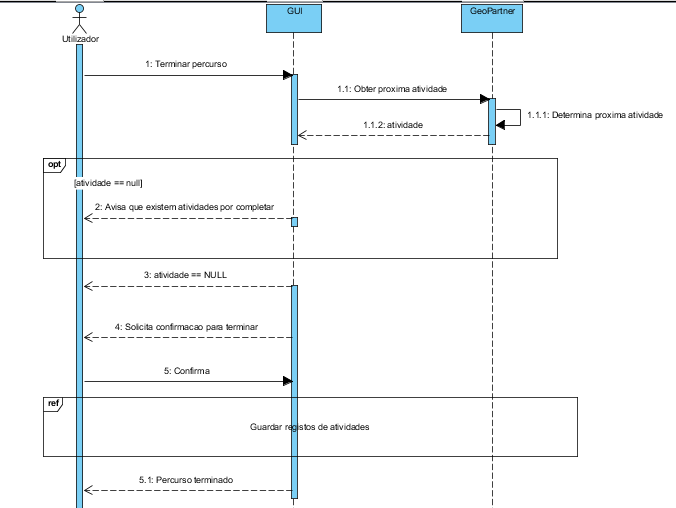 GUI
GeoPartner
Utilizador
1: Terminar percurso
1.1: Obter proxima atividade
1.1.1: Determina proxima atividade
1.1.2: atividade
opt
[atividade == null]
2: Avisa que existem atividades por completar
3: atividade == NULL
4: Solicita confirmacao para terminar
5: Confirma
ref
Guardar registos de atividades
5.1: Percurso terminado